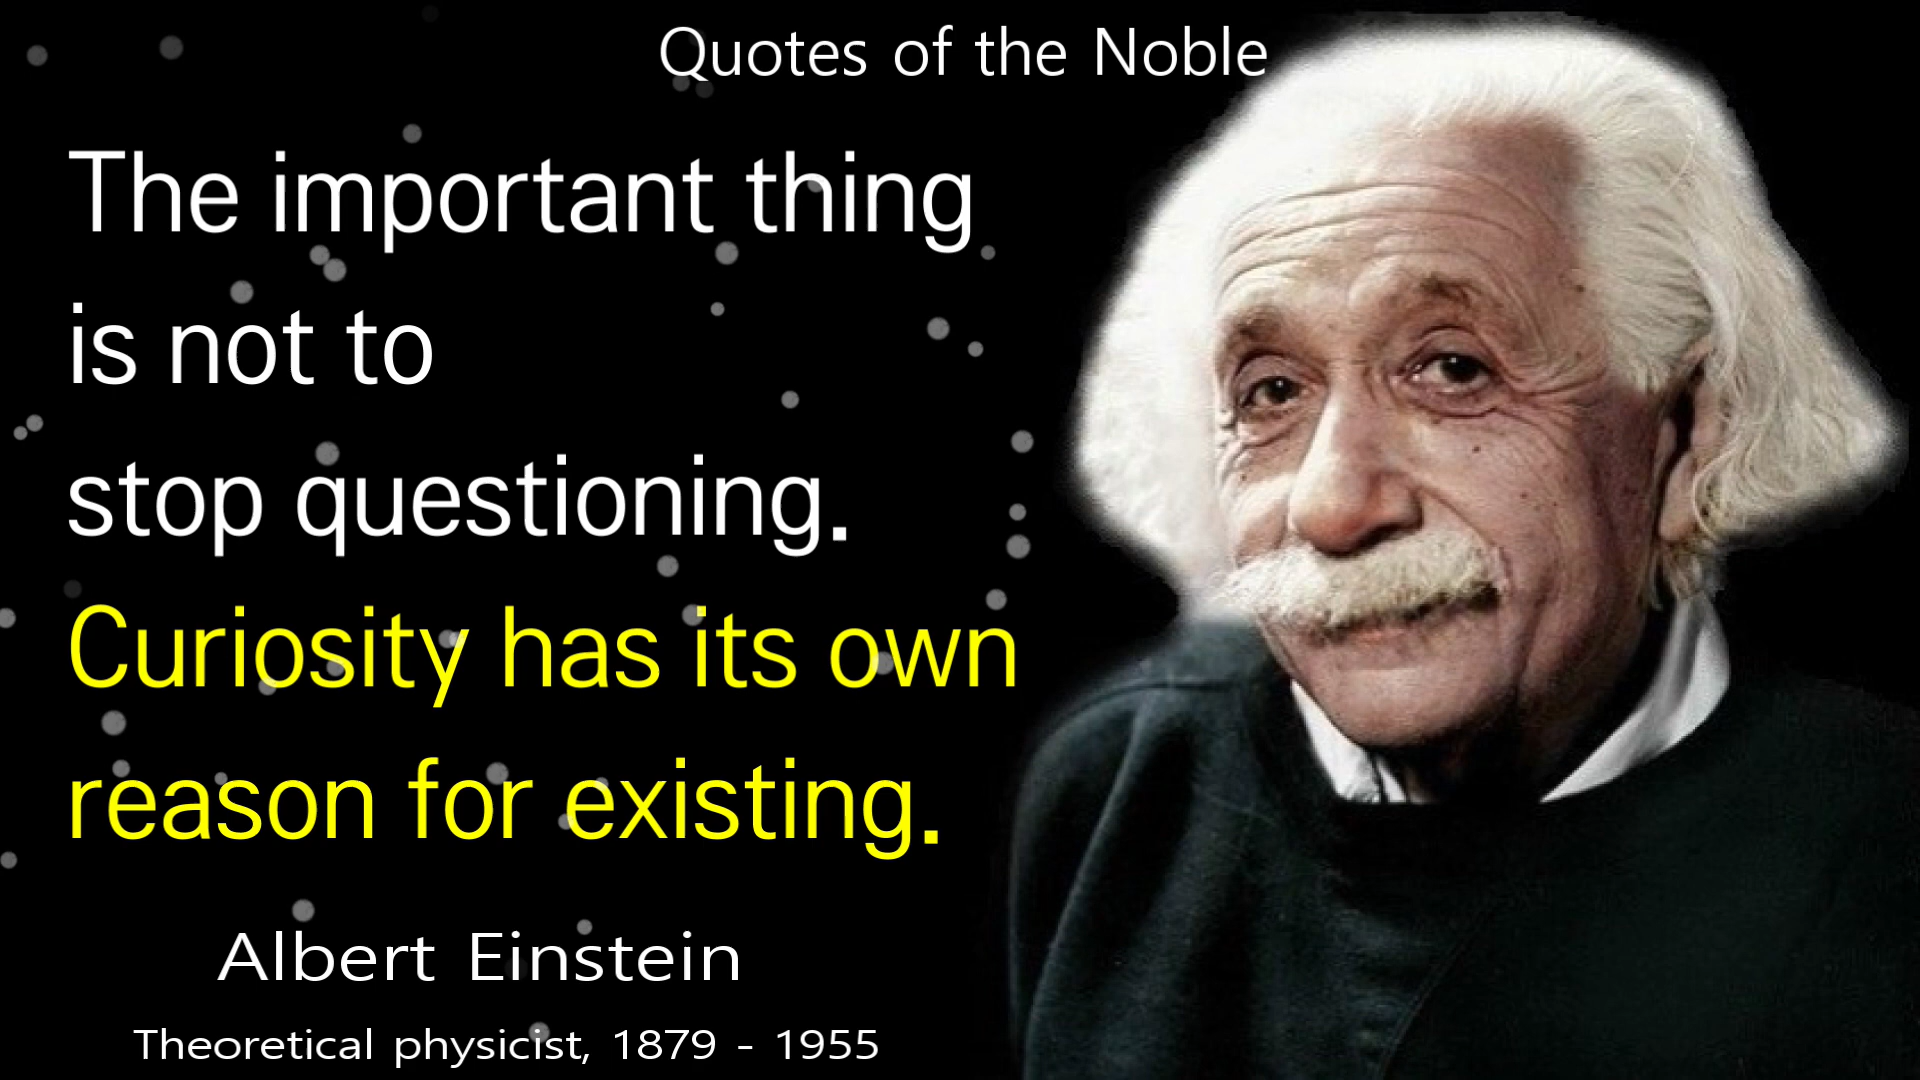 Quotes of the Noble
The important thing
is not to
stop questioning.
Curiosity has its own
reason for existing.
Albert Einstein
Theoretical physicist, 1879 - 1955